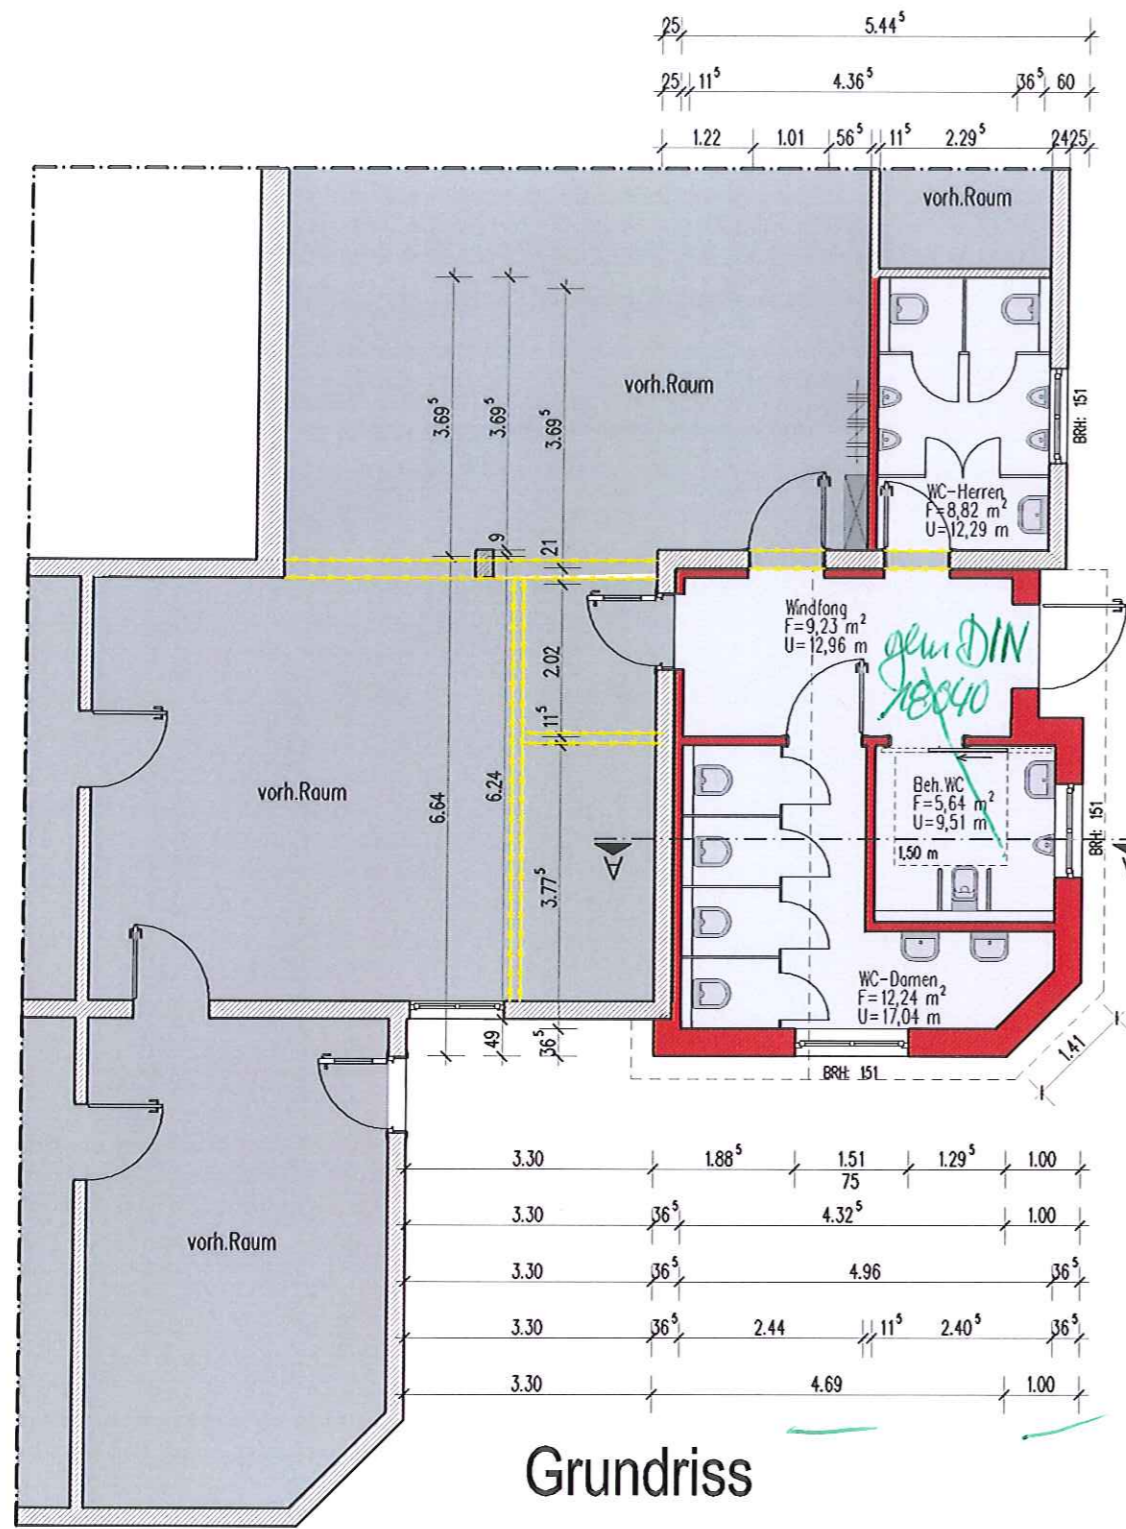 25 5.44⁵
25 11⁵ 4.36⁵ 36⁵ 60
1.22 1.01 56⁵ 11⁵ 2.29⁵ 24 25
vorh.Raum
vorh.Raum
3.69⁵
3.69⁵
3.69⁵
BRH: 151
WC-Herren
F=8,82 m²
U=12,29 m
9
21
Windfang
F=9,23 m²
U=12,96 m
gem DIN
18040
2.02
11⁵
vorh.Raum
6.64
6.24
3.77⁵
Beh.WC
F=5,64 m²
U=9,51 m
1,50 m
BRH: 151
A
WC-Damen
F=12,24 m²
U=17,04 m
49
36⁵
BRH: 151
1.41
3.30 1.88⁵ 1.51 1.29⁵ 1.00
75
3.30 36⁵ 4.32⁵ 1.00
vorh.Raum
3.30 36⁵ 4.96 36⁵
3.30 36⁵ 2.44 11⁵ 2.40⁵ 36⁵
3.30 4.69 1.00
Grundriss